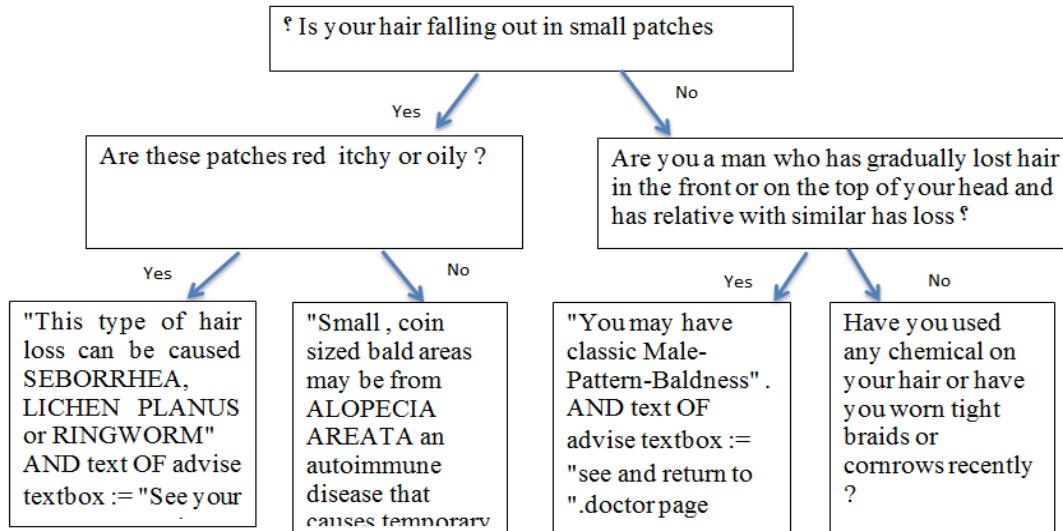 ؟ Is your hair falling out in small patches
Yes
No
Are these patches red itchy or oily ?
Are you a man who has gradually lost hair
in the front or on the top of your head and
has relative with similar has loss ؟
Yes
No
Yes
No
"This type of hair
loss can be caused
SEBORRHEA,
LICHEN PLANUS
or RINGWORM"
AND text OF advise
textbox := "See your
"Small , coin
sized bald areas
may be from
ALOPECIA
AREATA an
autoimmune
disease that
causes temporary
"You may have
classic Male-
Pattern-Baldness" .
AND text OF
advise textbox :=
"see and return to
".doctor page
Have you used
any chemical on
your hair or have
you worn tight
braids or
cornrows recently
?